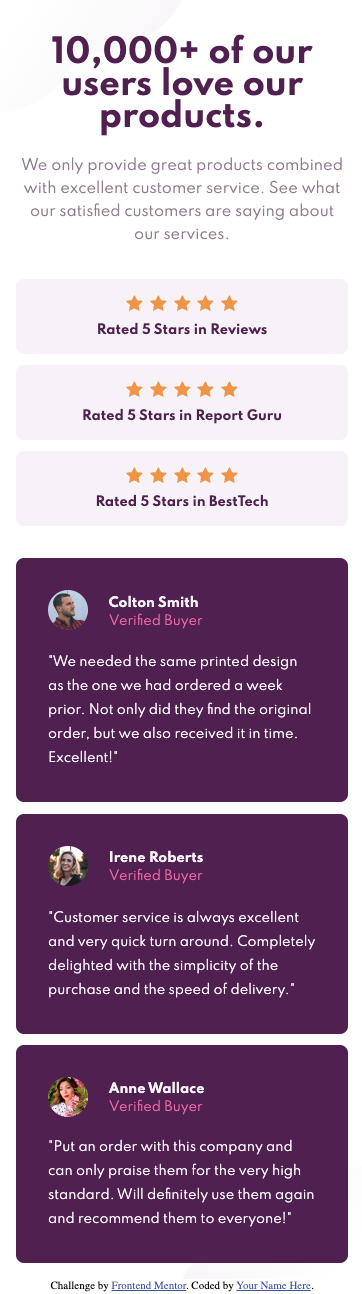 10,000+ of our
users love our
products.
We only provide great products combined
with excellent customer service. See what
our satisfied customers are saying about
our services.
Rated 5 Stars in Reviews
Rated 5 Stars in Report Guru
Rated 5 Stars in BestTech
Colton Smith
Verified Buyer
"We needed the same printed design
as the one we had ordered a week
prior. Not only did they find the original
order, but we also received it in time.
Excellent!"
Irene Roberts
Verified Buyer
"Customer service is always excellent
and very quick turn around. Completely
delighted with the simplicity of the
purchase and the speed of delivery."
Anne Wallace
Verified Buyer
"Put an order with this company and
can only praise them for the very high
standard. Will definitely use them again
and recommend them to everyone!"
Challenge by Frontend Mentor. Coded by Your Name Here.